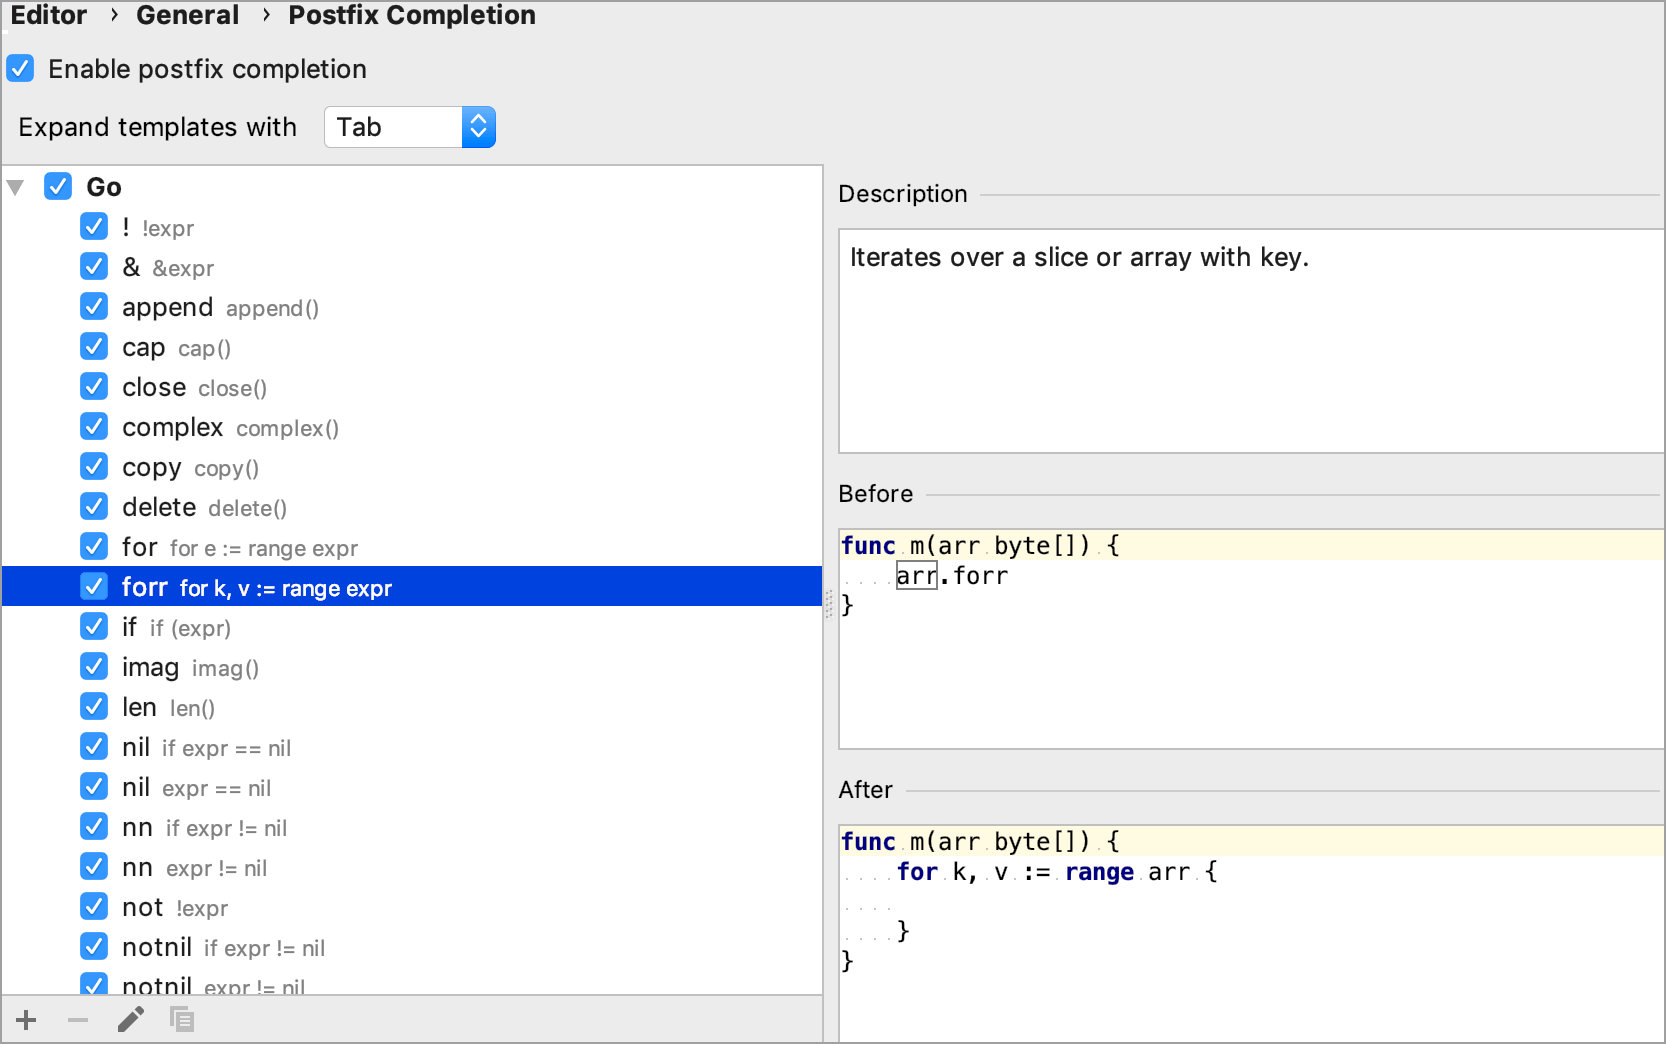 Editor › General › Postfix Completion
Enable postfix completion
Expand templates with Tab
Go
! !expr
& &expr
append append()
cap cap()
close close()
complex complex()
copy copy()
delete delete()
for for e := range expr
forr for k, v := range expr
if if (expr)
imag imag()
len len()
nil if expr == nil
nil expr == nil
nn if expr != nil
nn expr != nil
not !expr
notnil if expr != nil
notnil expr != nil
Description
Iterates over a slice or array with key.
Before
func m(arr byte[]) {
arr.forr
}
After
func m(arr byte[]) {
for k, v := range arr {
}
}